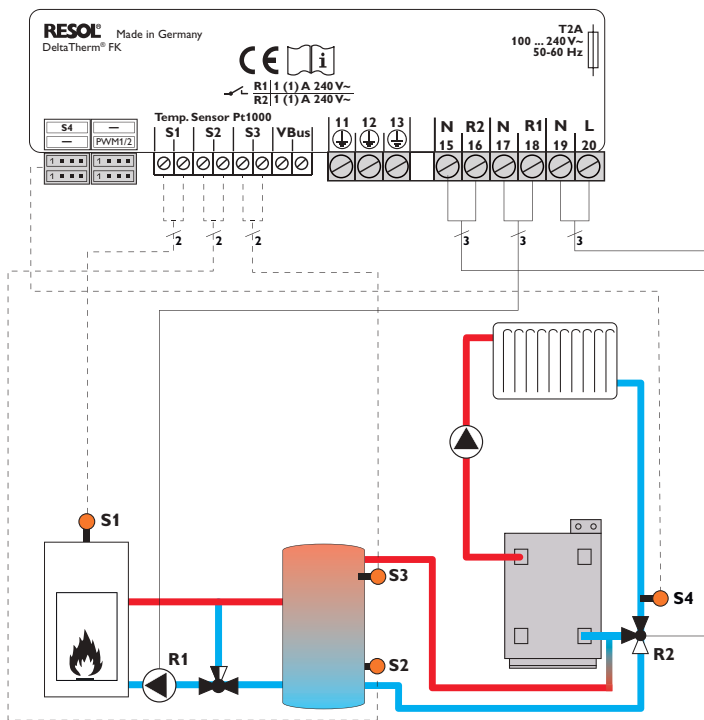 RESOL® Made in Germany
DeltaTherm® FK
T2A
100 ... 240 V~
50-60 Hz
CE i
R1 1 (1) A 240 V~
R2 1 (1) A 240 V~
Temp. Sensor Pt1000
S4 —
— PWM1/2
S1 S2 S3 VBus
11 12 13
N R2 N R1 N L
15 16 17 18 19 20
1
1
1
1
2 2 2
3 3 3
S1
S3
S4
S2
R1
R2